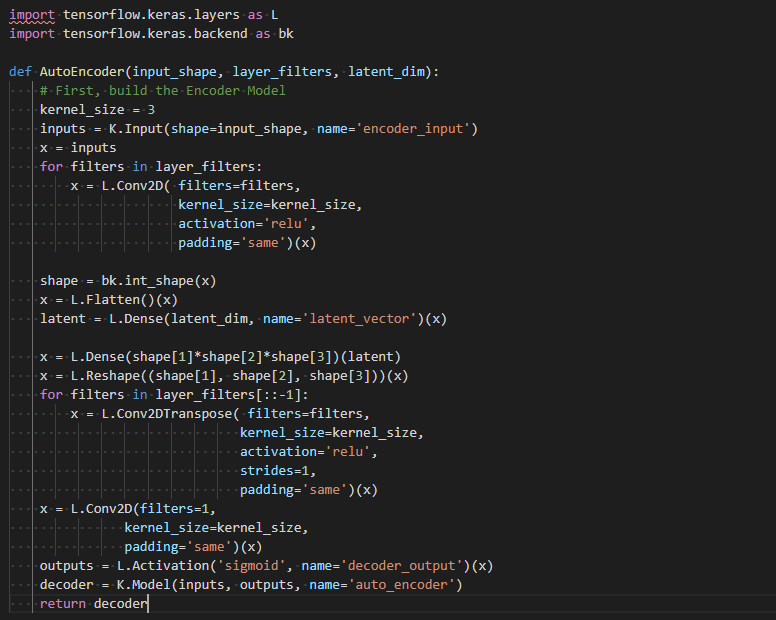 import tensorflow.keras.layers as L
import tensorflow.keras.backend as bk

def AutoEncoder(input_shape, layer_filters, latent_dim):
    # First, build the Encoder Model
    kernel_size = 3
    inputs = K.Input(shape=input_shape, name='encoder_input')
    x = inputs
    for filters in layer_filters:
        x = L.Conv2D( filters=filters,
                      kernel_size=kernel_size,
                      activation='relu',
                      padding='same')(x)

    shape = bk.int_shape(x)
    x = L.Flatten()(x)
    latent = L.Dense(latent_dim, name='latent_vector')(x)

    x = L.Dense(shape[1]*shape[2]*shape[3])(latent)
    x = L.Reshape((shape[1], shape[2], shape[3]))(x)
    for filters in layer_filters[::-1]:
        x = L.Conv2DTranspose( filters=filters,
                              kernel_size=kernel_size,
                              activation='relu',
                              strides=1,
                              padding='same')(x)
    x = L.Conv2D(filters=1,
               kernel_size=kernel_size,
               padding='same')(x)
    outputs = L.Activation('sigmoid', name='decoder_output')(x)
    decoder = K.Model(inputs, outputs, name='auto_encoder')
    return decoder